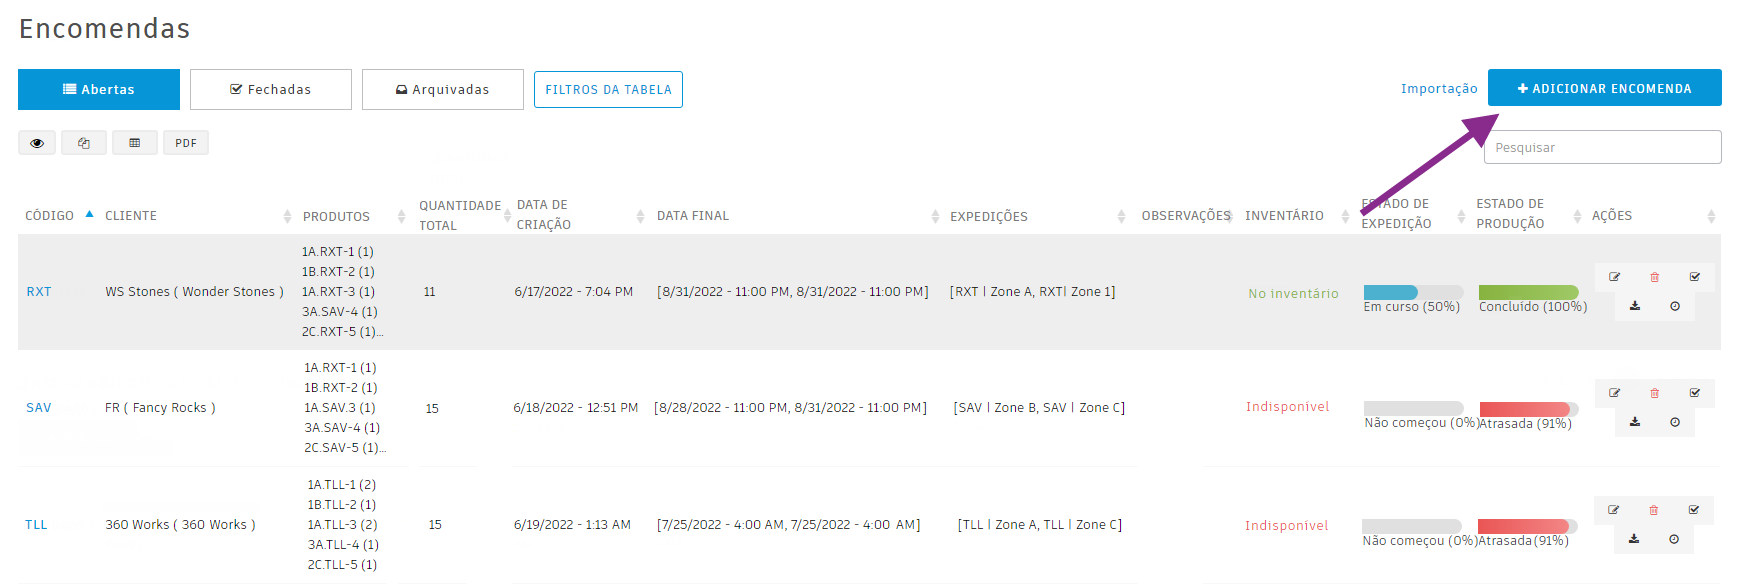 Encomendas
Abertas
Fechadas
Arquivadas
FILTROS DA TABELA
Importação
ADICIONAR ENCOMENDA
PDF
Pesquisar
CÓDIGO
CLIENTE
PRODUTOS
QUANTIDADE
TOTAL
DATA DE
CRIAÇÃO
DATA FINAL
EXPEDIÇÕES
OBSERVAÇÕES
INVENTÁRIO
ESTADO DE
EXPEDIÇÃO
ESTADO DE
PRODUÇÃO
AÇÕES
RXT
WS Stones ( Wonder Stones )
1A.RXT-1 (1)
1B.RXT-2 (1)
1A.RXT-3 (1)
3A.SAV-4 (1)
2C.RXT-5 (1)...
11
6/17/2022 - 7:04 PM
[8/31/2022 - 11:00 PM, 8/31/2022 - 11:00 PM]
[RXT | Zone A, RXT| Zone 1]
No inventário
Em curso (50%)
Concluído (100%)
SAV
FR ( Fancy Rocks )
1A.RXT-1 (1)
1B.RXT-2 (1)
1A.SAV.3 (1)
3A.SAV-4 (1)
2C.SAV-5 (1)...
15
6/18/2022 - 12:51 PM
[8/28/2022 - 11:00 PM, 8/31/2022 - 11:00 PM]
[SAV | Zone B, SAV | Zone C]
Indisponível
Não começou (0%)
Atrasada (91%)
TLL
360 Works ( 360 Works )
1A.TLL-1 (2)
1B.TLL-2 (1)
1A.TLL-3 (2)
3A.TLL-4 (1)
2C.TLL-5 (1)
15
6/19/2022 - 1:13 AM
[7/25/2022 - 4:00 AM, 7/25/2022 - 4:00 AM]
[TLL | Zone A, TLL | Zone C]
Indisponível
Não começou (0%)
Atrasada (91%)